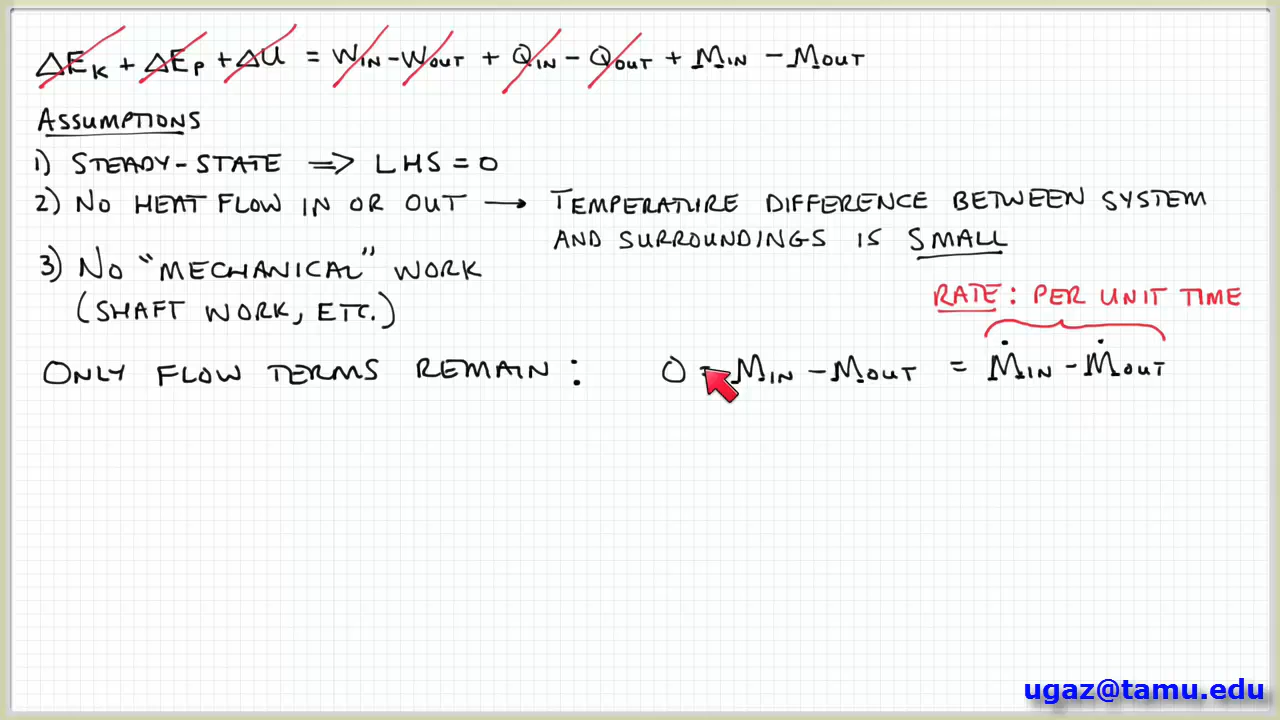 ΔEK + ΔEP + ΔU = WIN - WOUT + QIN - QOUT + MIN - MOUT
ASSUMPTIONS
1) STEADY-STATE ⇒ LHS = 0
2) NO HEAT FLOW IN OR OUT → TEMPERATURE DIFFERENCE BETWEEN SYSTEM
AND SURROUNDINGS IS SMALL
3) NO "MECHANICAL" WORK
(SHAFT WORK, ETC.)
RATE: PER UNIT TIME
ONLY FLOW TERMS REMAIN: 0 = MIN - MOUT = ṀIN - ṀOUT
ugaz@tamu.edu